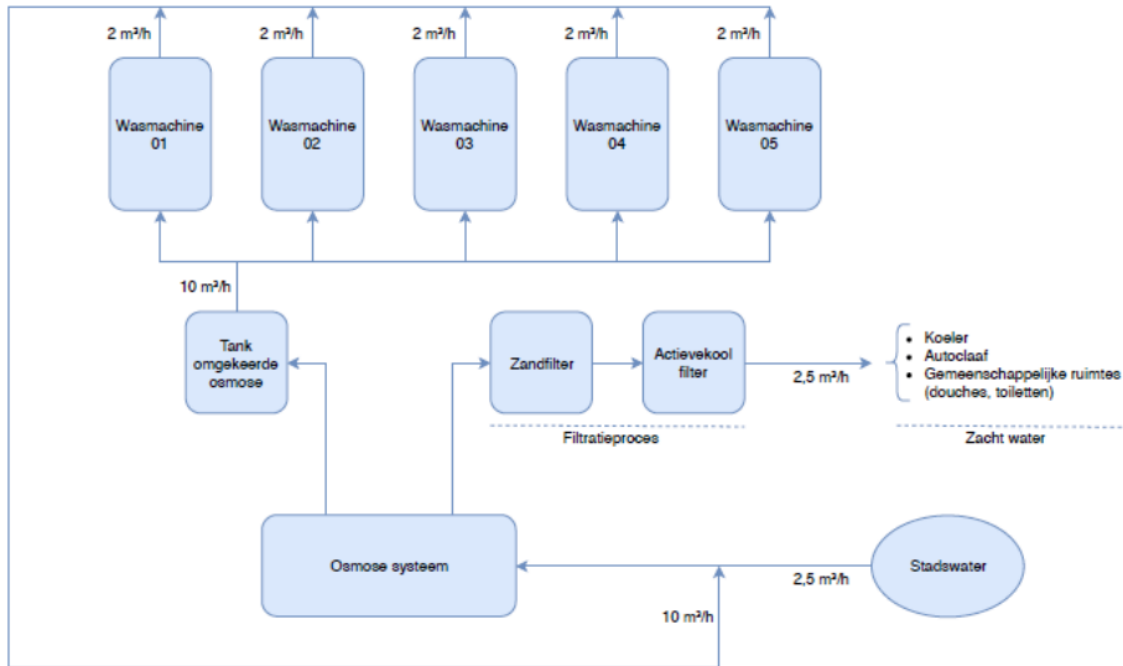 2 m³/h
2 m³/h
2 m³/h
2 m³/h
2 m³/h
Wasmachine
01
Wasmachine
02
Wasmachine
03
Wasmachine
04
Wasmachine
05
10 m³/h
Tank
omgekeerde
osmose
Zandfilter
Actievekool
filter
2,5 m³/h
• Koeler
• Autoclaaf
• Gemeenschappelijke ruimtes
(douches, toiletten)
Filtratieproces
Zacht water
Osmose systeem
2,5 m³/h
Stadswater
10 m³/h